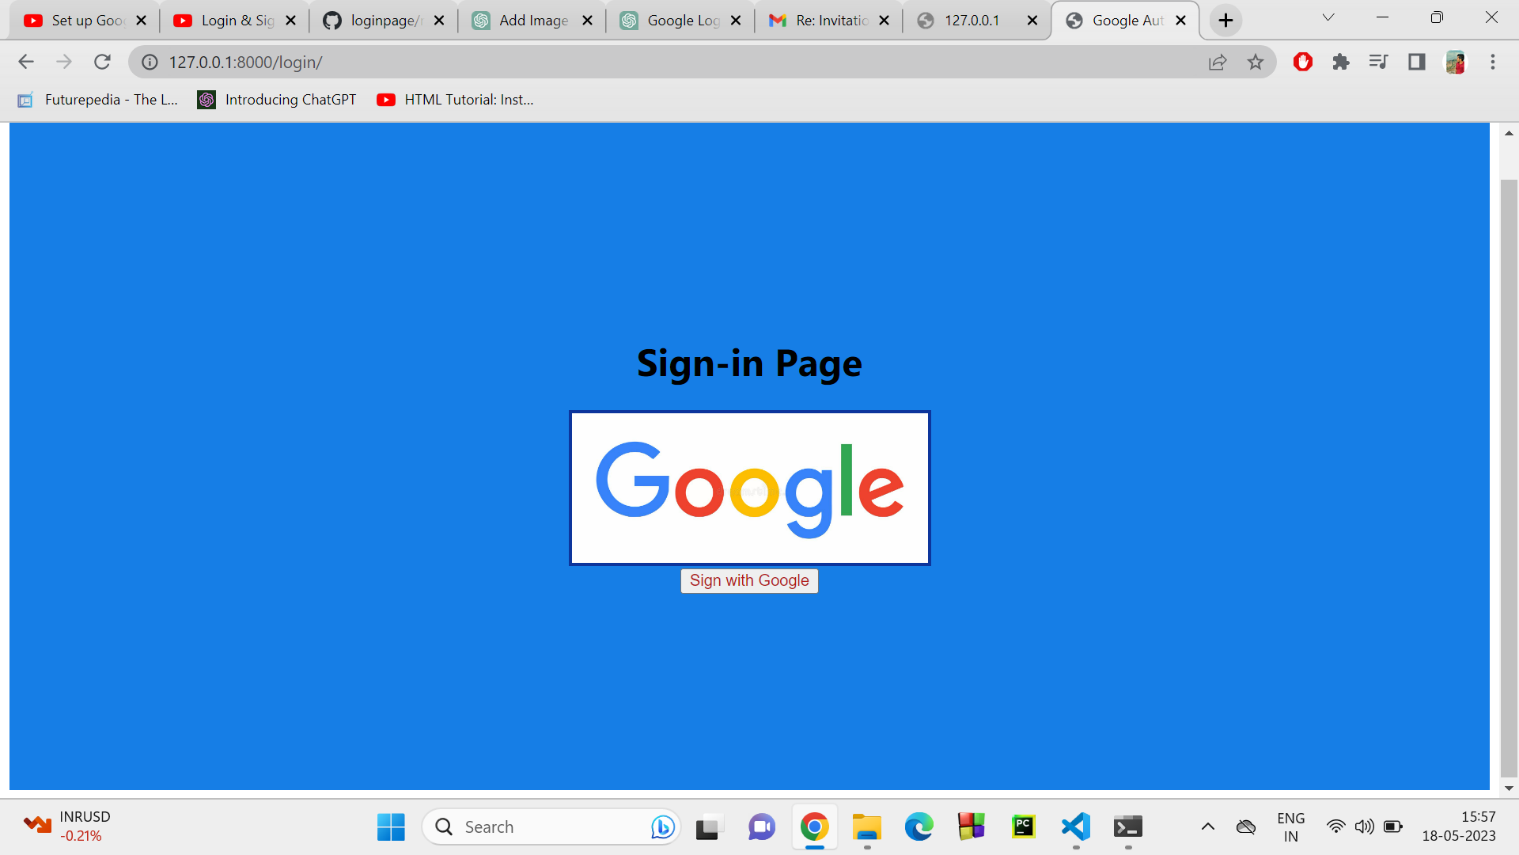 Set up Goo
Login & Sig
loginpage/
Add Image
Google Log
Re: Invitatio
127.0.0.1
Google Aut
127.0.0.1:8000/login/
Futurepedia - The L...
Introducing ChatGPT
HTML Tutorial: Inst...
Sign-in Page
Google
Sign with Google
INRUSD
-0.21%
Search
PC
ENG
IN
15:57
18-05-2023